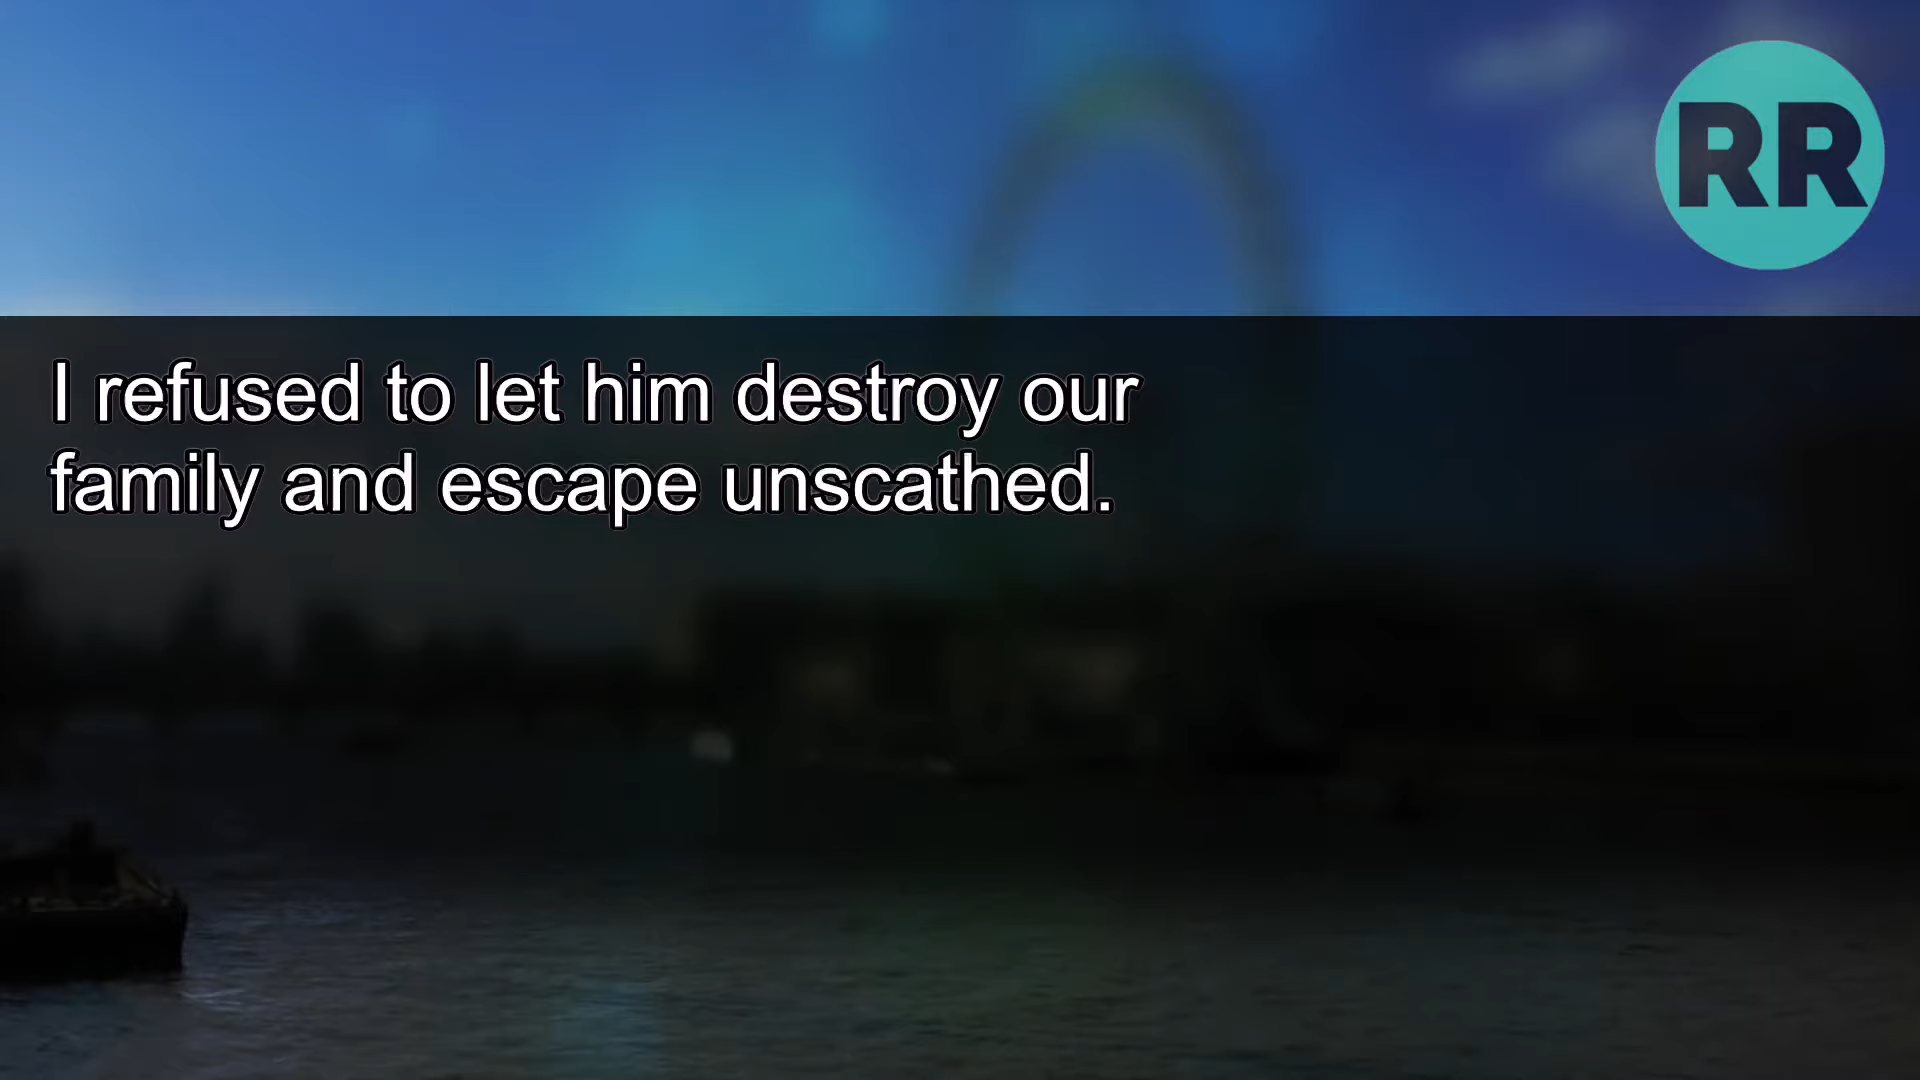 RR
I refused to let him destroy our
family and escape unscathed.